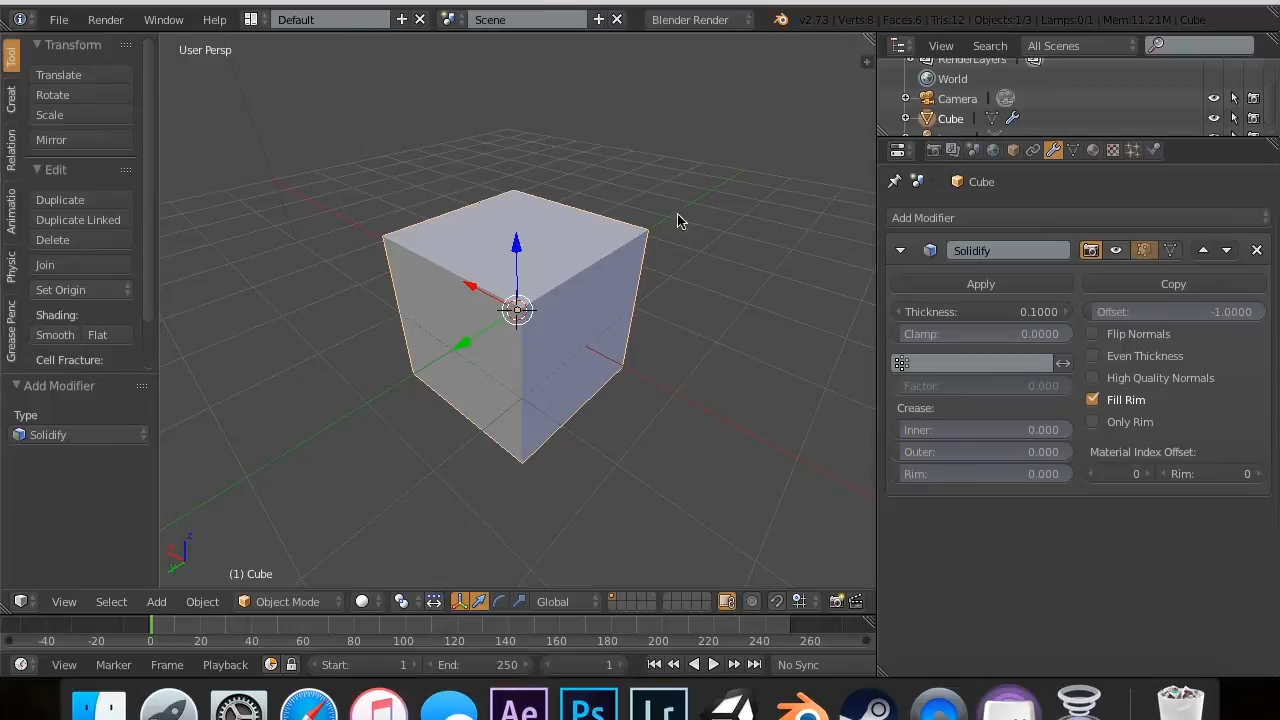 File Render Window Help Default Scene Blender Render v2.73 | Verts:8 | Faces:6 | Tris:12 | Objects:1/3 | Lamps:0/1 | Mem:11.21M | Cube
Tool
Creat
Relation
Animatio
Physic
Grease Penc
Transform
Translate
Rotate
Scale
Mirror
Edit
Duplicate
Duplicate Linked
Delete
Join
Set Origin
Shading:
Smooth Flat
Cell Fracture:
Add Modifier
Type
Solidify
User Persp
z
(1) Cube
View Search All Scenes
RenderLayers
World
Camera
Cube
Cube
Add Modifier
Solidify
Apply Copy
Thickness: 0.1000 Offset: -1.0000
Clamp: 0.0000 Flip Normals
Even Thickness
Factor: 0.000 High Quality Normals
Crease: Fill Rim
Inner: 0.000 Only Rim
Outer: 0.000 Material Index Offset:
Rim: 0.000 0 Rim: 0
View Select Add Object Object Mode Global
-40 -20 0 20 40 60 80 100 120 140 160 180 200 220 240 260
View Marker Frame Playback Start: 1 End: 250 1 No Sync
Ae Ps Lr